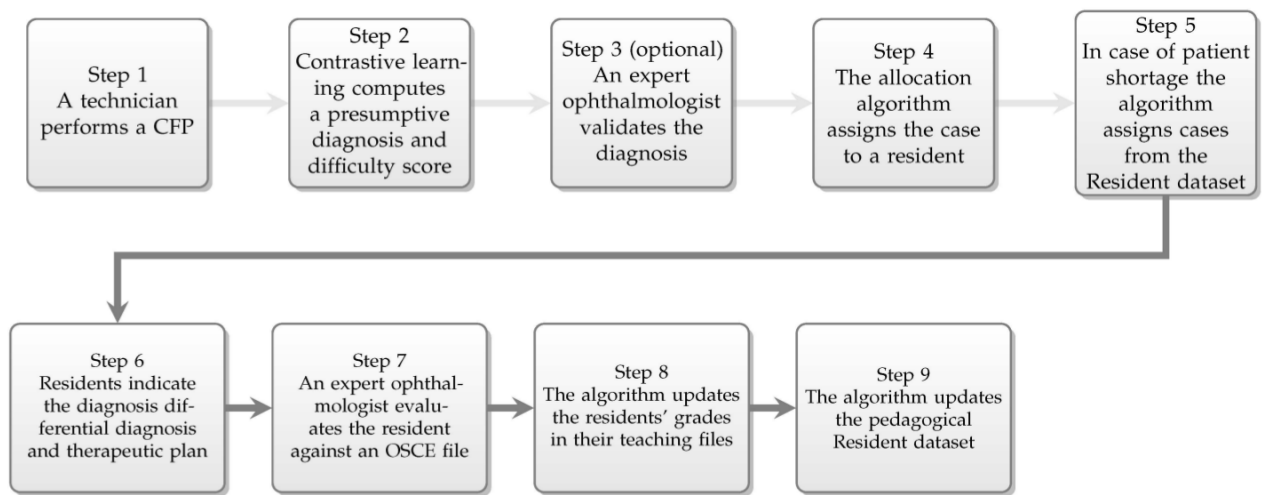 Step 1
A technician
performs a CFP
Step 2
Contrastive learn-
ing computes
a presumptive
diagnosis and
difficulty score
Step 3 (optional)
An expert
ophthalmologist
validates the
diagnosis
Step 4
The allocation
algorithm
assigns the case
to a resident
Step 5
In case of patient
shortage the
algorithm
assigns cases
from the
Resident dataset
Step 6
Residents indicate
the diagnosis dif-
ferential diagnosis
and therapeutic plan
Step 7
An expert ophthal-
mologist evalu-
ates the resident
against an OSCE file
Step 8
The algorithm updates
the residents' grades
in their teaching files
Step 9
The algorithm updates
the pedagogical
Resident dataset